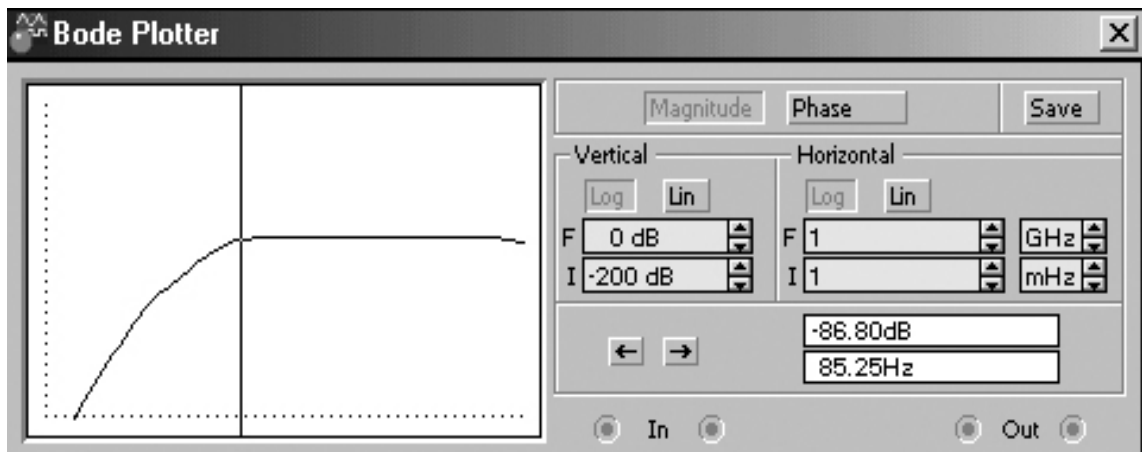 Bode Plotter
Magnitude Phase Save
Vertical Horizontal
Log Lin Log Lin
F 0 dB F 1 GHz
I -200 dB I 1 mHz
← → -86.80dB
85.25Hz
In Out